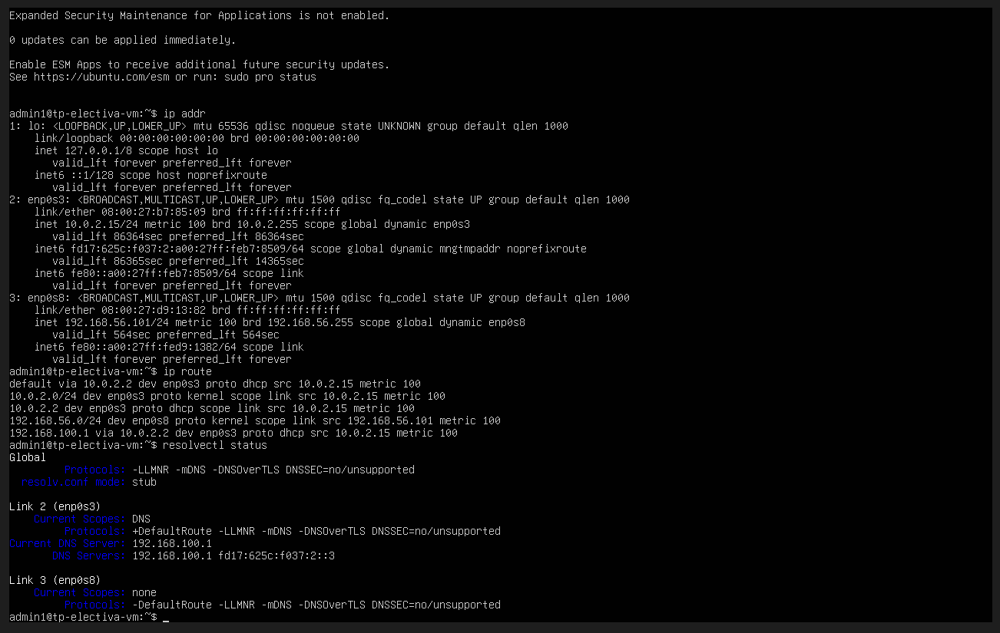 Expanded Security Maintenance for Applications is not enabled.
0 updates can be applied immediately.
Enable ESM Apps to receive additional future security updates.
See https://ubuntu.com/esm or run: sudo pro status
admin1@tp-electiva-vm:~$ ip addr
1: lo: <LOOPBACK,UP,LOWER_UP> mtu 65536 qdisc noqueue state UNKNOWN group default qlen 1000
    link/loopback 00:00:00:00:00:00 brd 00:00:00:00:00:00
    inet 127.0.0.1/8 scope host lo
       valid_lft forever preferred_lft forever
    inet6 ::1/128 scope host noprefixroute
       valid_lft forever preferred_lft forever
2: enp0s3: <BROADCAST,MULTICAST,UP,LOWER_UP> mtu 1500 qdisc fq_codel state UP group default qlen 1000
    link/ether 08:00:27:b7:85:09 brd ff:ff:ff:ff:ff:ff
    inet 10.0.2.15/24 metric 100 brd 10.0.2.255 scope global dynamic enp0s3
       valid_lft 86364sec preferred_lft 86364sec
    inet6 fd17:625c:f037:2:a00:27ff:feb7:8509/64 scope global dynamic mngtmpaddr noprefixroute
       valid_lft 86365sec preferred_lft 14365sec
    inet6 fe80::a00:27ff:feb7:8509/64 scope link
       valid_lft forever preferred_lft forever
3: enp0s8: <BROADCAST,MULTICAST,UP,LOWER_UP> mtu 1500 qdisc fq_codel state UP group default qlen 1000
    link/ether 08:00:27:d9:13:82 brd ff:ff:ff:ff:ff:ff
    inet 192.168.56.101/24 metric 100 brd 192.168.56.255 scope global dynamic enp0s8
       valid_lft 564sec preferred_lft 564sec
    inet6 fe80::a00:27ff:fed9:1382/64 scope link
       valid_lft forever preferred_lft forever
admin1@tp-electiva-vm:~$ ip route
default via 10.0.2.2 dev enp0s3 proto dhcp src 10.0.2.15 metric 100
10.0.2.0/24 dev enp0s3 proto kernel scope link src 10.0.2.15 metric 100
10.0.2.2 dev enp0s3 proto dhcp scope link src 10.0.2.15 metric 100
192.168.56.0/24 dev enp0s8 proto kernel scope link src 192.168.56.101 metric 100
192.168.100.1 via 10.0.2.2 dev enp0s3 proto dhcp src 10.0.2.15 metric 100
admin1@tp-electiva-vm:~$ resolvectl status
Global
         Protocols: -LLMNR -mDNS -DNSOverTLS DNSSEC=no/unsupported
  resolv.conf mode: stub
Link 2 (enp0s3)
    Current Scopes: DNS
         Protocols: +DefaultRoute -LLMNR -mDNS -DNSOverTLS DNSSEC=no/unsupported
Current DNS Server: 192.168.100.1
       DNS Servers: 192.168.100.1 fd17:625c:f037:2::3
Link 3 (enp0s8)
    Current Scopes: none
         Protocols: -DefaultRoute -LLMNR -mDNS -DNSOverTLS DNSSEC=no/unsupported
admin1@tp-electiva-vm:~$ _